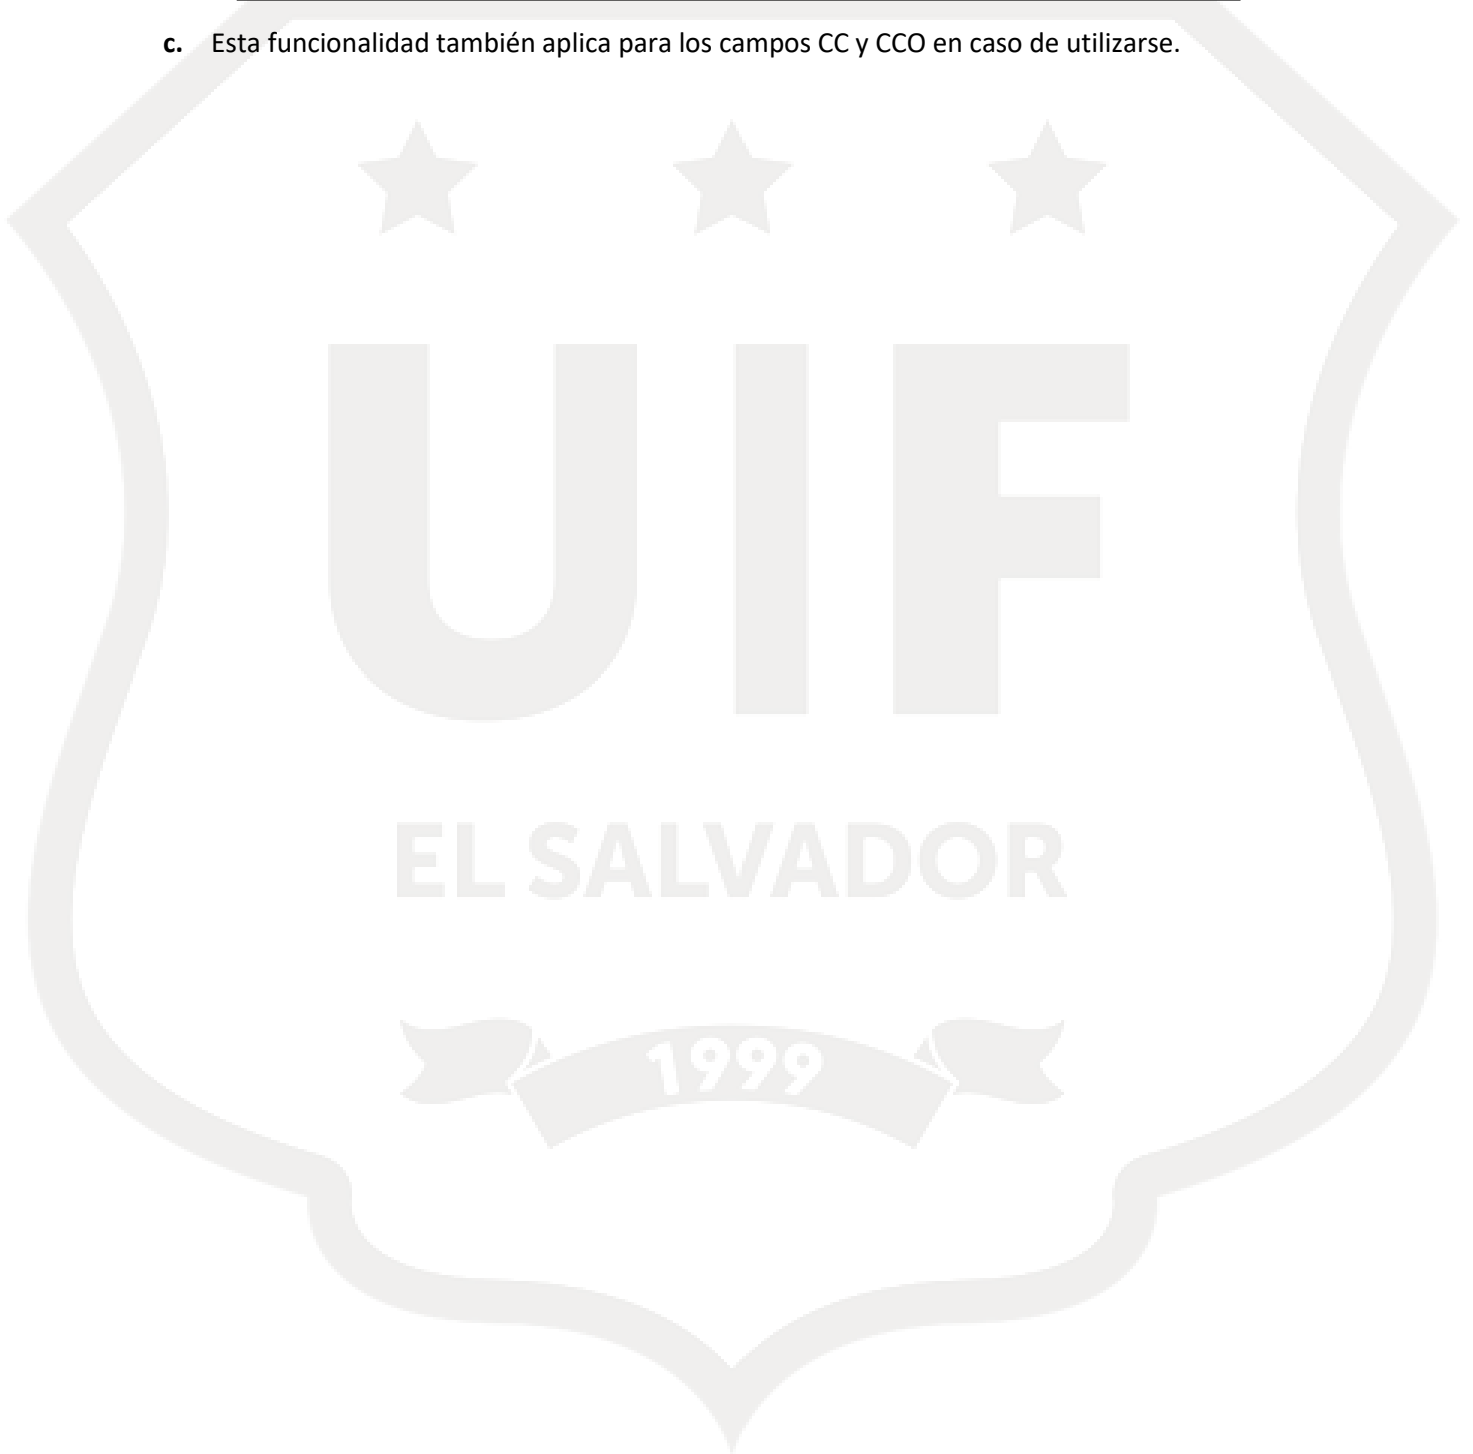 c. Esta funcionalidad también aplica para los campos CC y CCO en caso de utilizarse.
UIF
EL SALVADOR
1999